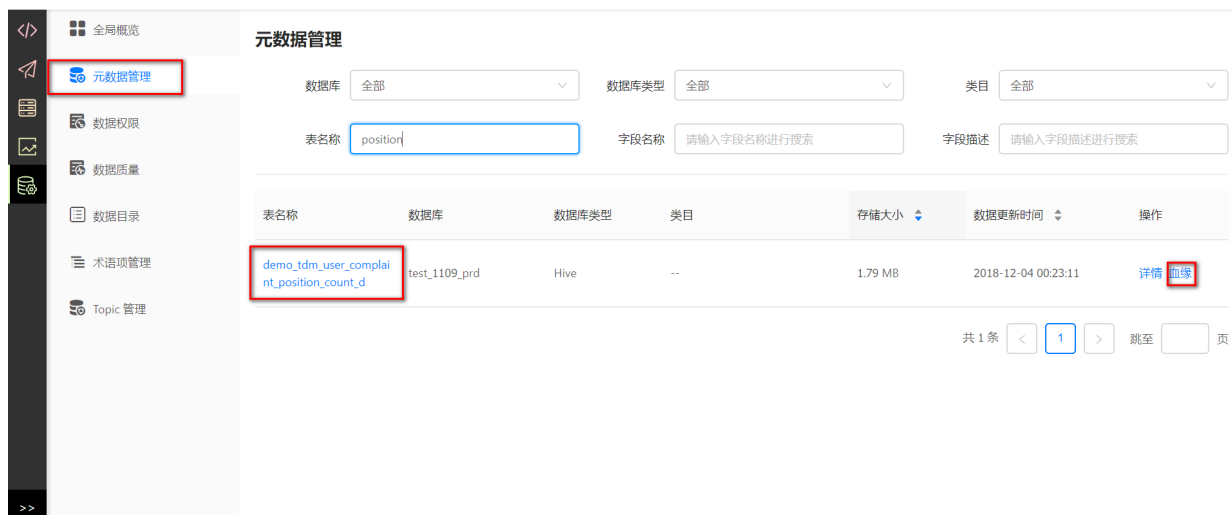 </>
全局概览
元数据管理
数据权限
数据质量
数据目录
术语项管理
Topic 管理
>>
元数据管理
数据库 全部 数据库类型 全部 类目 全部
表名称 position 字段名称 请输入字段名称进行搜索 字段描述 请输入字段描述进行搜索
表名称 数据库 数据库类型 类目 存储大小 数据更新时间 操作
demo_tdm_user_complai
nt_position_count_d
test_1109_prd Hive -- 1.79 MB 2018-12-04 00:23:11 详情 血缘
共 1 条 < 1 > 跳至 页